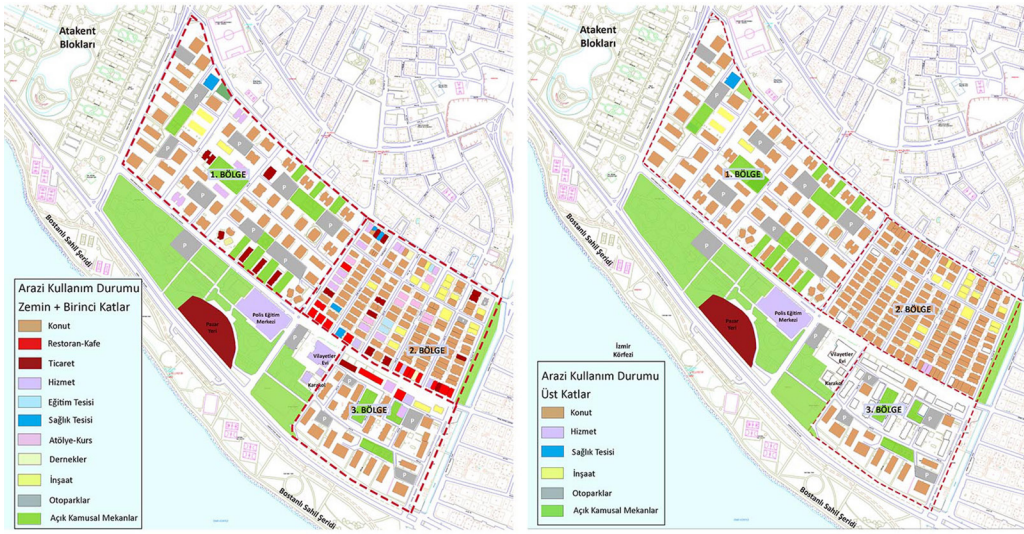 Atakent
Blokları
1. BÖLGE
Bostanlı Sahil Şeridi
Pazar
Yeri
Polis Eğitim
Merkezi
2. BÖLGE
Vilayetler
Evi
Karakol
3. BÖLGE
Bostanlı Sahil Şeridi
Arazi Kullanım Durumu
Zemin + Birinci Katlar
Konut
Restoran-Kafe
Ticaret
Hizmet
Eğitim Tesisi
Sağlık Tesisi
Atölye-Kurs
Dernekler
İnşaat
Otoparklar
Açık Kamusal Mekanlar
Atakent
Blokları
1. BÖLGE
Bostanlı Sahil Şeridi
Pazar
Yeri
Polis Eğitim
Merkezi
2. BÖLGE
İzmir
Körfezi
Vilayetler
Evi
Karakol
3. BÖLGE
Bostanlı Sahil Şeridi
Arazi Kullanım Durumu
Üst Katlar
Konut
Hizmet
Sağlık Tesisi
İnşaat
Otoparklar
Açık Kamusal Mekanlar